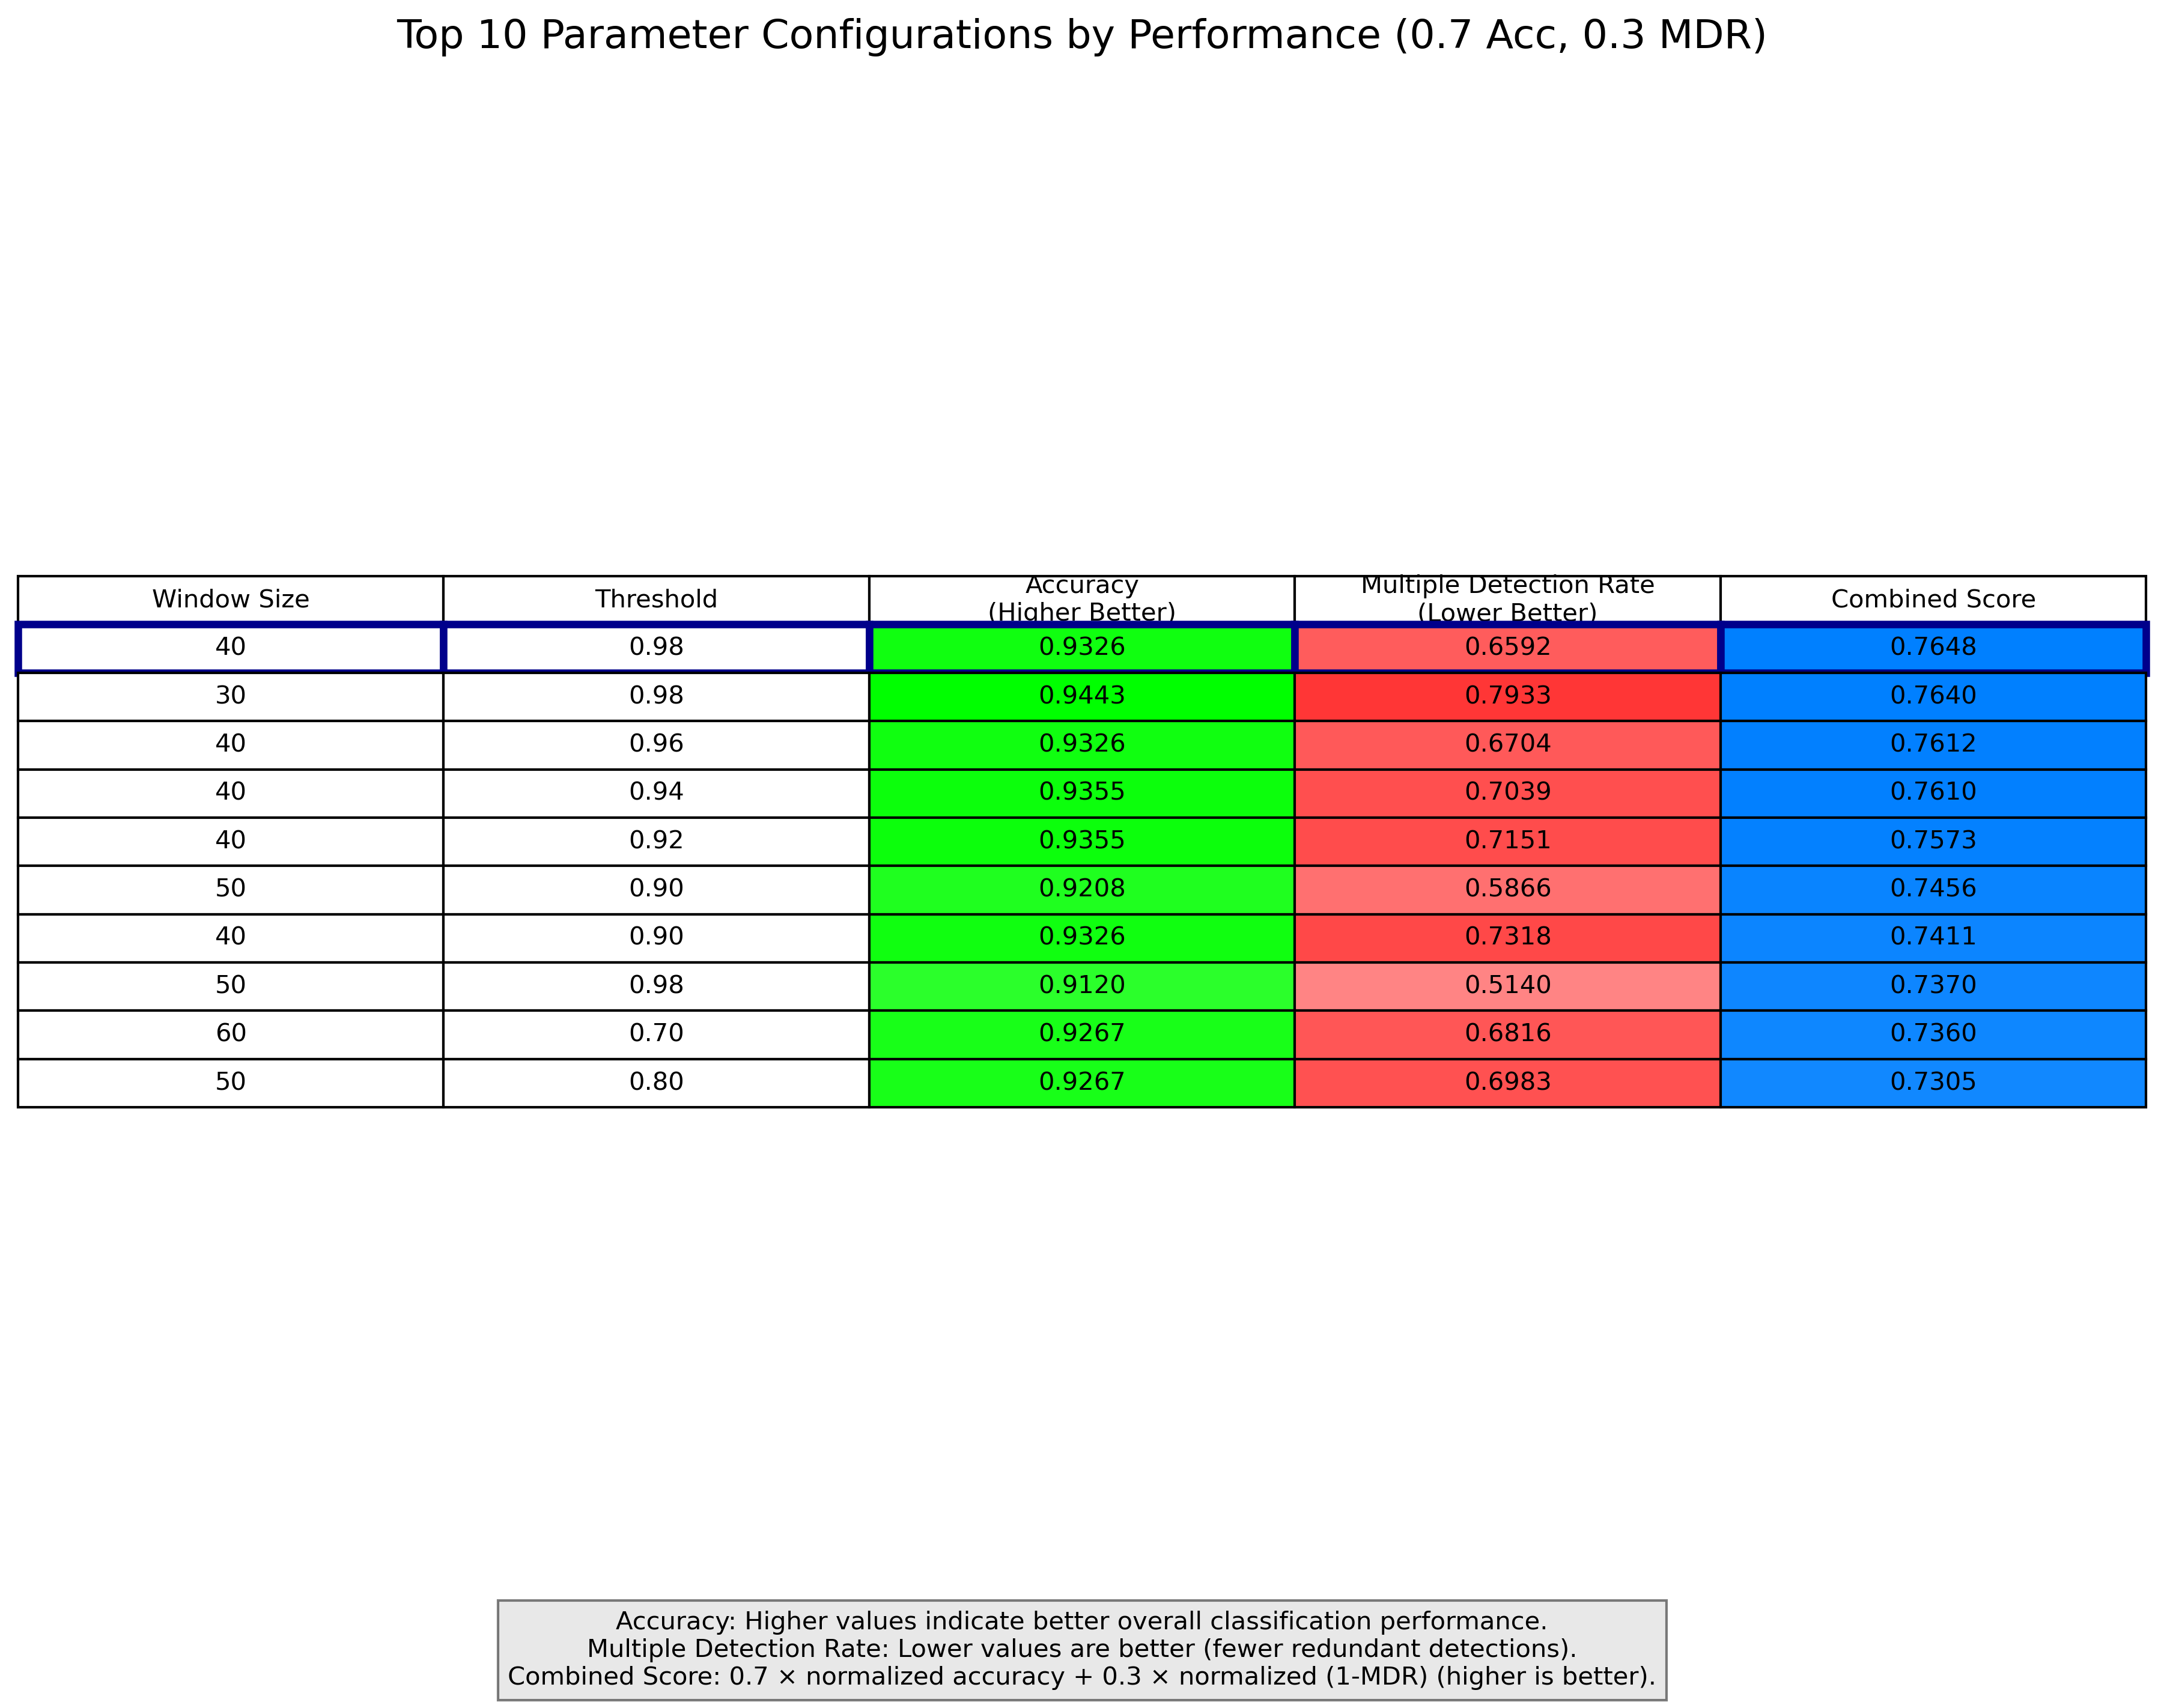 Top 10 Parameter Configurations by Performance (0.7 Acc, 0.3 MDR)
Window Size Threshold Accuracy (Higher Better) Multiple Detection Rate (Lower Better) Combined Score
40 0.98 0.9326 0.6592 0.7648
30 0.98 0.9443 0.7933 0.7640
40 0.96 0.9326 0.6704 0.7612
40 0.94 0.9355 0.7039 0.7610
40 0.92 0.9355 0.7151 0.7573
50 0.90 0.9208 0.5866 0.7456
40 0.90 0.9326 0.7318 0.7411
50 0.98 0.9120 0.5140 0.7370
60 0.70 0.9267 0.6816 0.7360
50 0.80 0.9267 0.6983 0.7305
Accuracy: Higher values indicate better overall classification performance.
Multiple Detection Rate: Lower values are better (fewer redundant detections).
Combined Score: 0.7 × normalized accuracy + 0.3 × normalized (1-MDR) (higher is better).